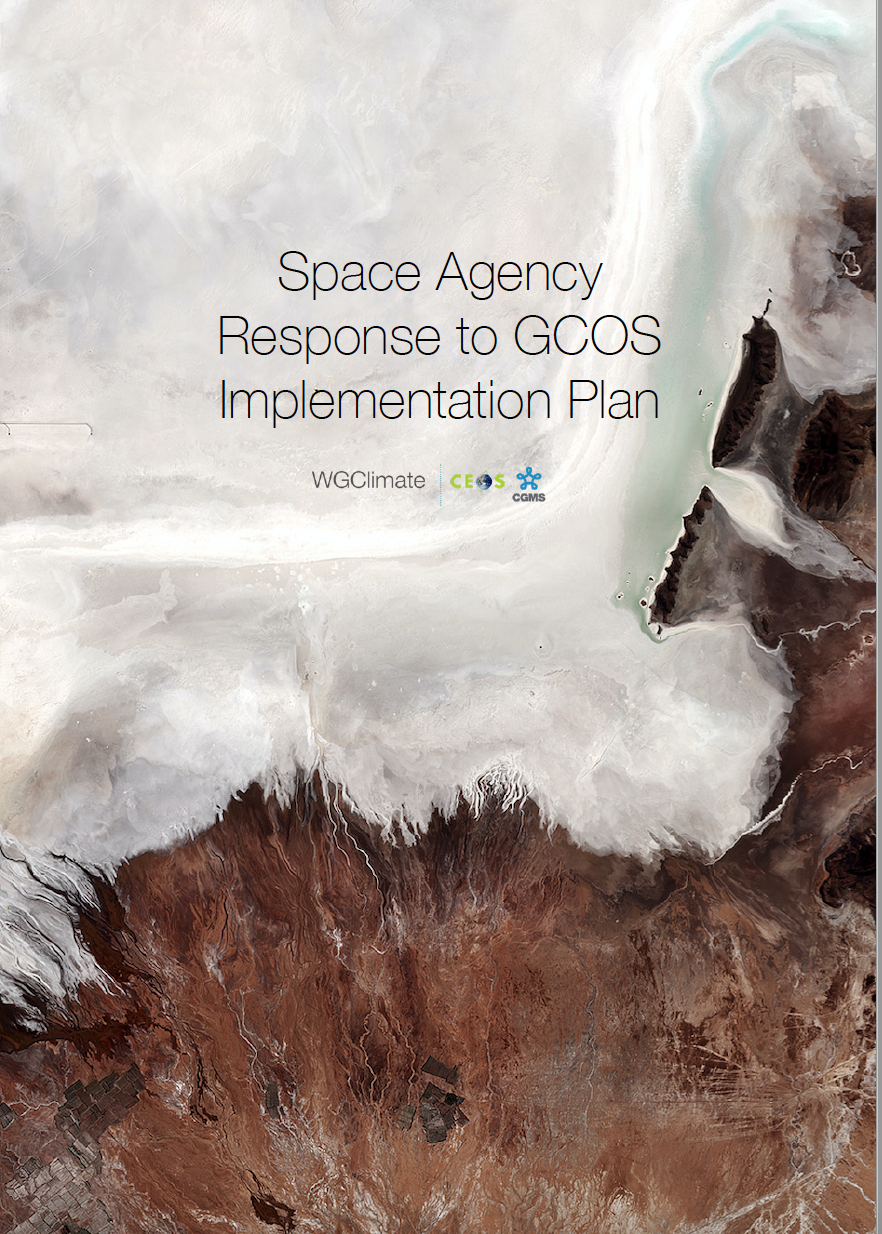 Space Agency
Response to GCOS
Implementation Plan
WGClimate CEOS
CGMS